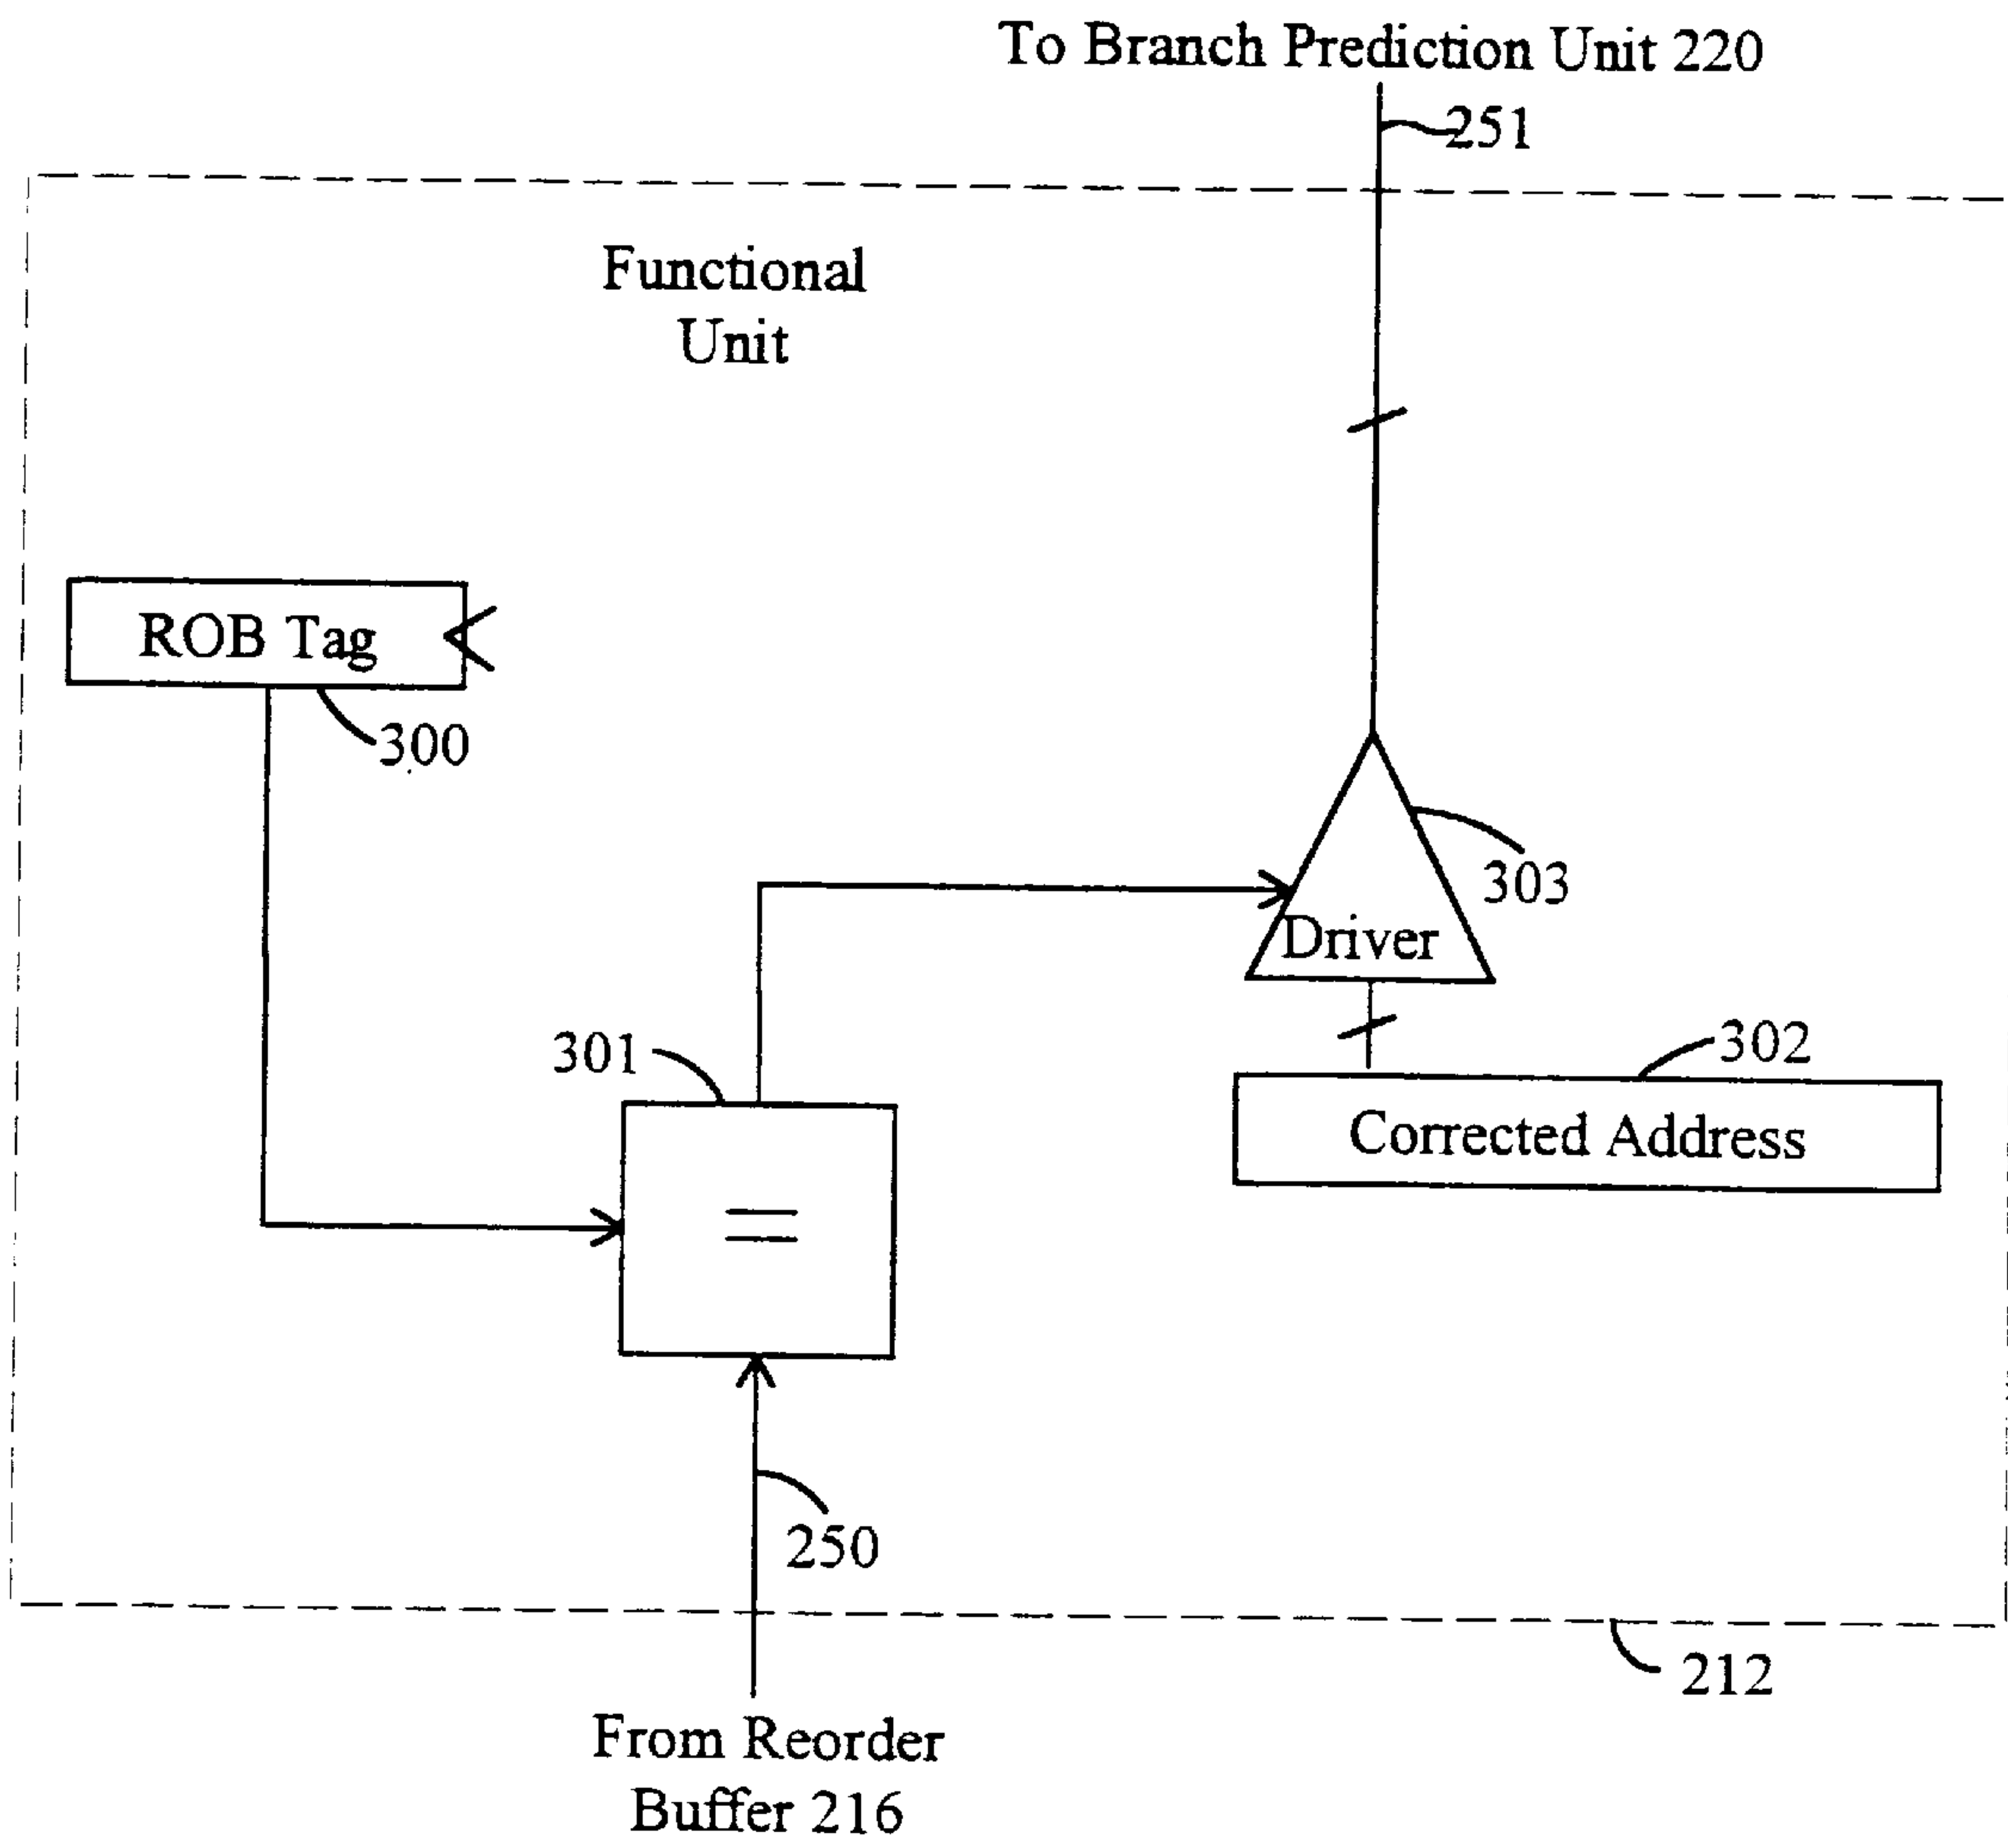 To Branch Prediction Unit 220
251
Functional
Unit
ROB Tag
300
303
Driver
301
302
Corrected Address
=
250
212
From Reorder
Buffer 216